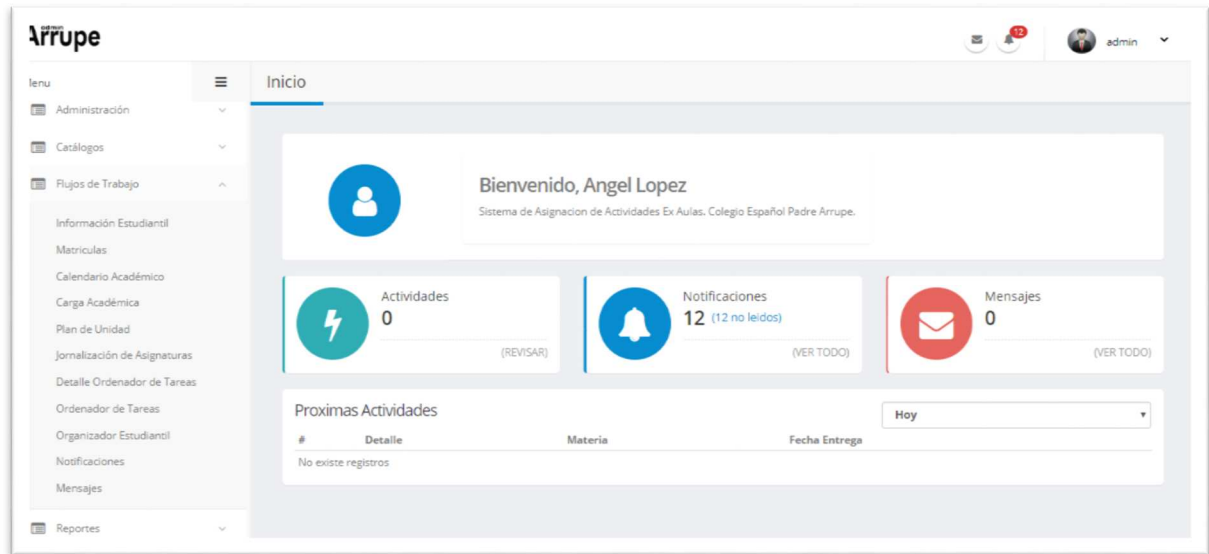 admin
Arrupe
12
admin
lenu
Inicio
Administración
Catálogos
Flujos de Trabajo
Información Estudiantil
Matriculas
Calendario Académico
Carga Académica
Plan de Unidad
Jornalización de Asignaturas
Detalle Ordenador de Tareas
Ordenador de Tareas
Organizador Estudiantil
Notificaciones
Mensajes
Reportes
Bienvenido, Angel Lopez
Sistema de Asignacion de Actividades Ex Aulas. Colegio Español Padre Arrupe.
Actividades
0
(REVISAR)
Notificaciones
12 (12 no leidos)
(VER TODO)
Mensajes
0
(VER TODO)
Proximas Actividades
Hoy
# Detalle Materia Fecha Entrega
No existe registros